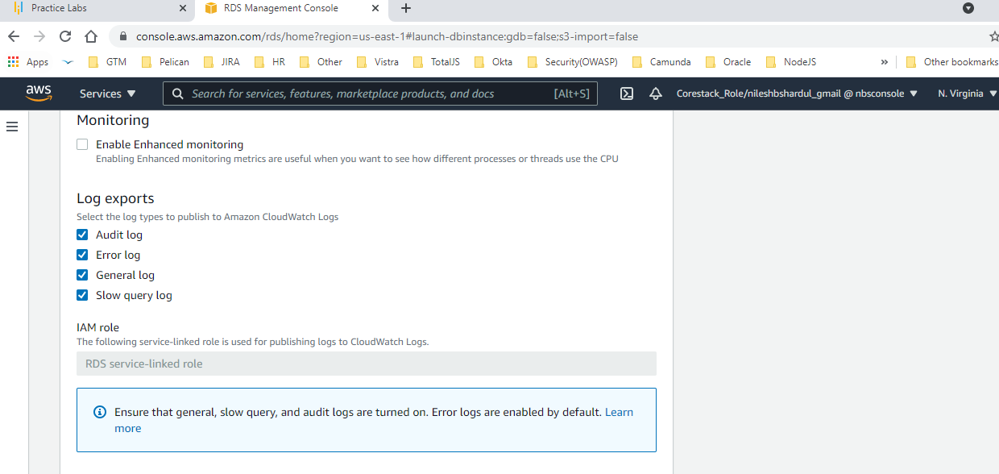 Practice Labs
RDS Management Console
console.aws.amazon.com/rds/home?region=us-east-1#launch-dbinstance:gdb=false:s3-import=false
Apps GTM Pelican JIRA HR Other Vistra TotalJS Okta Security(OWASP) Camunda Oracle NodeJS » Other bookmarks
aws Services Search for services, features, marketplace products, and docs [Alt+S] Corestack_Role/nileshbshardul_gmail @ nbsconsole N. Virginia
Monitoring
Enable Enhanced monitoring
Enabling Enhanced monitoring metrics are useful when you want to see how different processes or threads use the CPU
Log exports
Select the log types to publish to Amazon CloudWatch Logs
Audit log
Error log
General log
Slow query log
IAM role
The following service-linked role is used for publishing logs to CloudWatch Logs.
RDS service-linked role
Ensure that general, slow query, and audit logs are turned on. Error logs are enabled by default. Learn
more